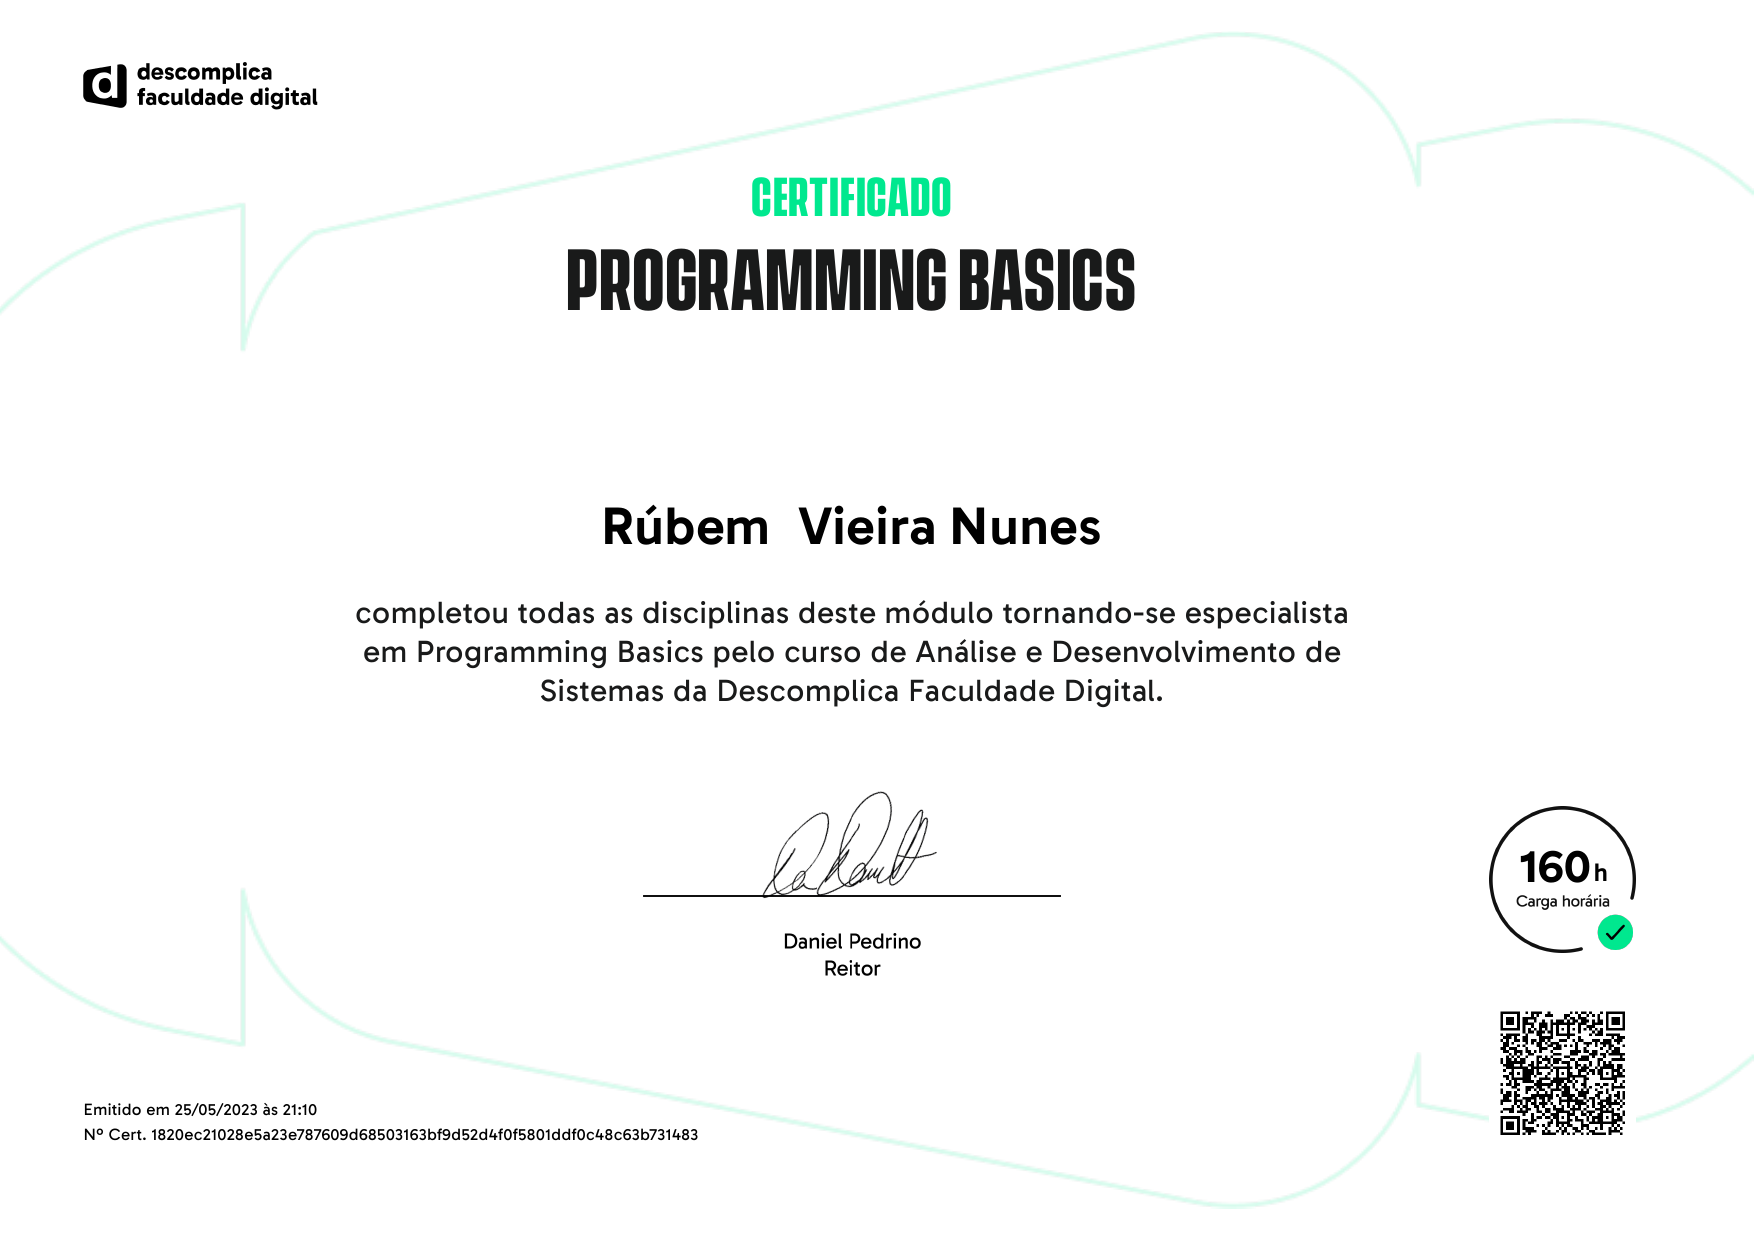 descomplica
faculdade digital
CERTIFICADO
PROGRAMMING BASICS
Rúbem  Vieira Nunes
completou todas as disciplinas deste módulo tornando-se especialista
em Programming Basics pelo curso de Análise e Desenvolvimento de
Sistemas da Descomplica Faculdade Digital.
Daniel Pedrino
Reitor
160 h
Carga horária
Emitido em 25/05/2023 às 21:10
Nº Cert. 1820ec21028e5a23e787609d68503163bf9d52d4f0f5801ddf0c48c63b731483